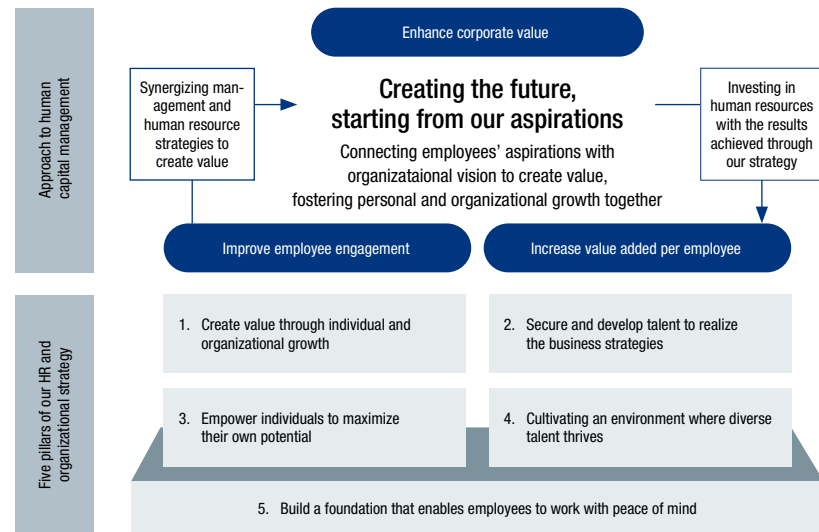 Approach to human
capital management
Enhance corporate value
Synergizing man-
agement and
human resource
strategies to
create value
Creating the future,
starting from our aspirations
Connecting employees’ aspirations with
organizataional vision to create value,
fostering personal and organizational growth together
Investing in
human resources
with the results
achieved through
our strategy
Improve employee engagement
Increase value added per employee
Five pillars of our HR and
organizational strategy
1. Create value through individual and
organizational growth
2. Secure and develop talent to realize
the business strategies
3. Empower individuals to maximize
their own potential
4. Cultivating an environment where diverse
talent thrives
5. Build a foundation that enables employees to work with peace of mind